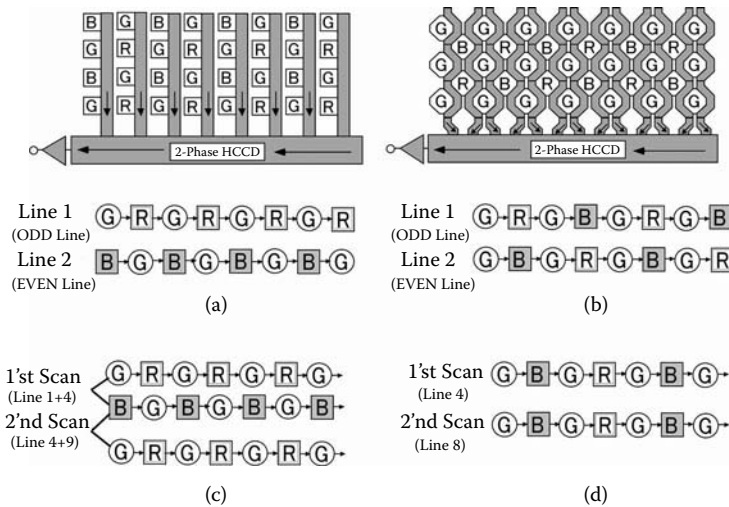 B G B G B G B G
G R G R G R G R
B G B G B G B G
G R G R G R G R
2-Phase HCCD
Line 1 G R G R G R G R
(ODD Line)
Line 2 B G B G B G B G
(EVEN Line)
(a)
G G G G G G G
B R B R B R
G G G G G G G
R B R B R B
G G G G G G G
2-Phase HCCD
Line 1 G R G B G R G B
(ODD Line)
Line 2 G B G R G B G R
(EVEN Line)
(b)
G R G R G R G
1'st Scan
(Line 1+4)
B G B G B G B
2'nd Scan
(Line 4+9)
G R G R G R G
(c)
1'st Scan G B G R G B G
(Line 4)
2'nd Scan G B G R G B G
(Line 8)
(d)